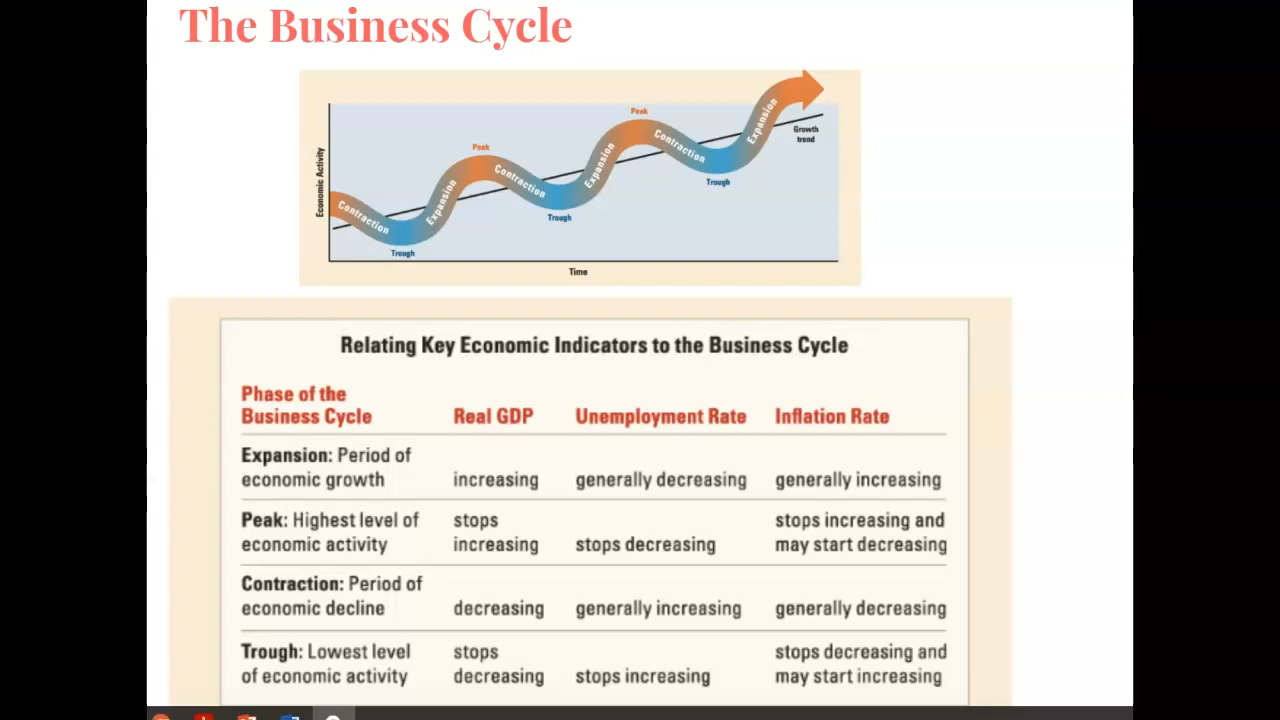 The Business Cycle
Peak
Peak
Economic Activity
Contraction
Trough
Expansion
Contraction
Trough
Expansion
Contraction
Trough
Expansion
Growth
trend
Time
Relating Key Economic Indicators to the Business Cycle
Phase of the
Business Cycle Real GDP Unemployment Rate Inflation Rate
Expansion: Period of
economic growth increasing generally decreasing generally increasing
Peak: Highest level of stops stops increasing and
economic activity increasing stops decreasing may start decreasing
Contraction: Period of
economic decline decreasing generally increasing generally decreasing
Trough: Lowest level stops stops decreasing and
of economic activity decreasing stops increasing may start increasing